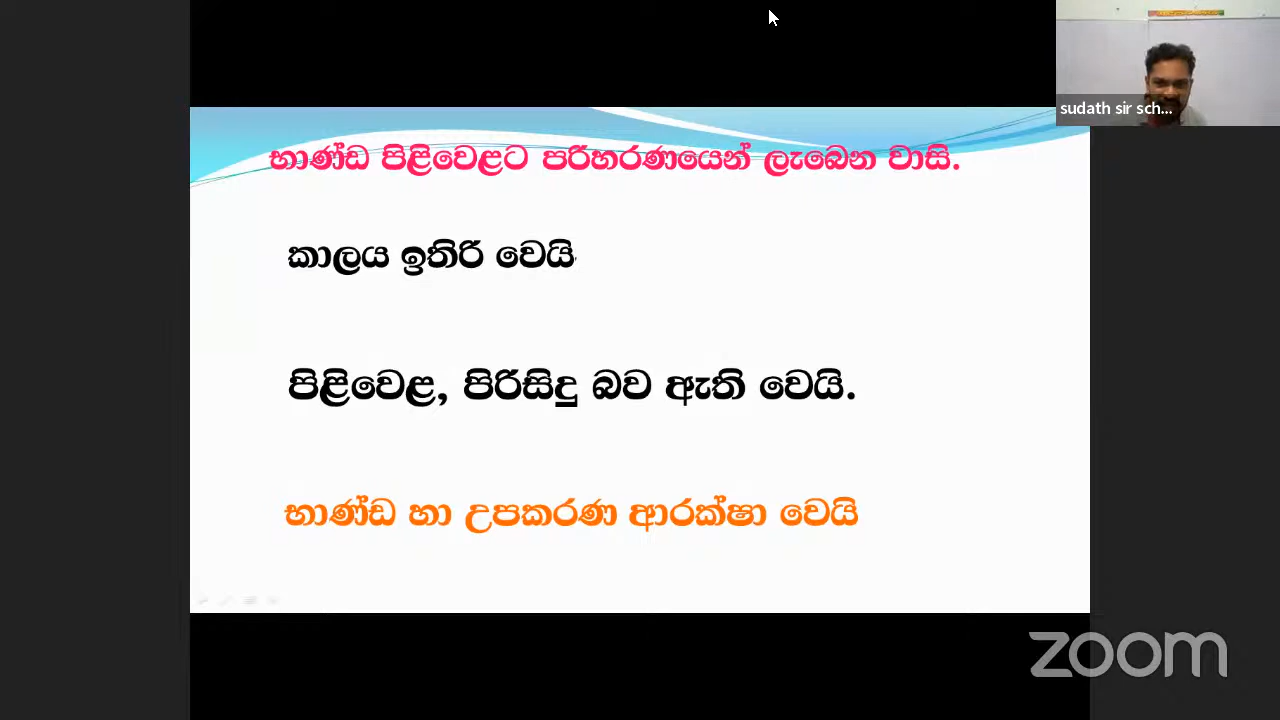 sudath sir sch...
භාණ්ඩ පිළිවෙළට පරිහරණයෙන් ලැබෙන වාසි.
කාලය ඉතිරි වෙයි
පිළිවෙළ, පිරිසිදු බව ඇති වෙයි.
භාණ්ඩ හා උපකරණ ආරක්ෂා වෙයි
zoom